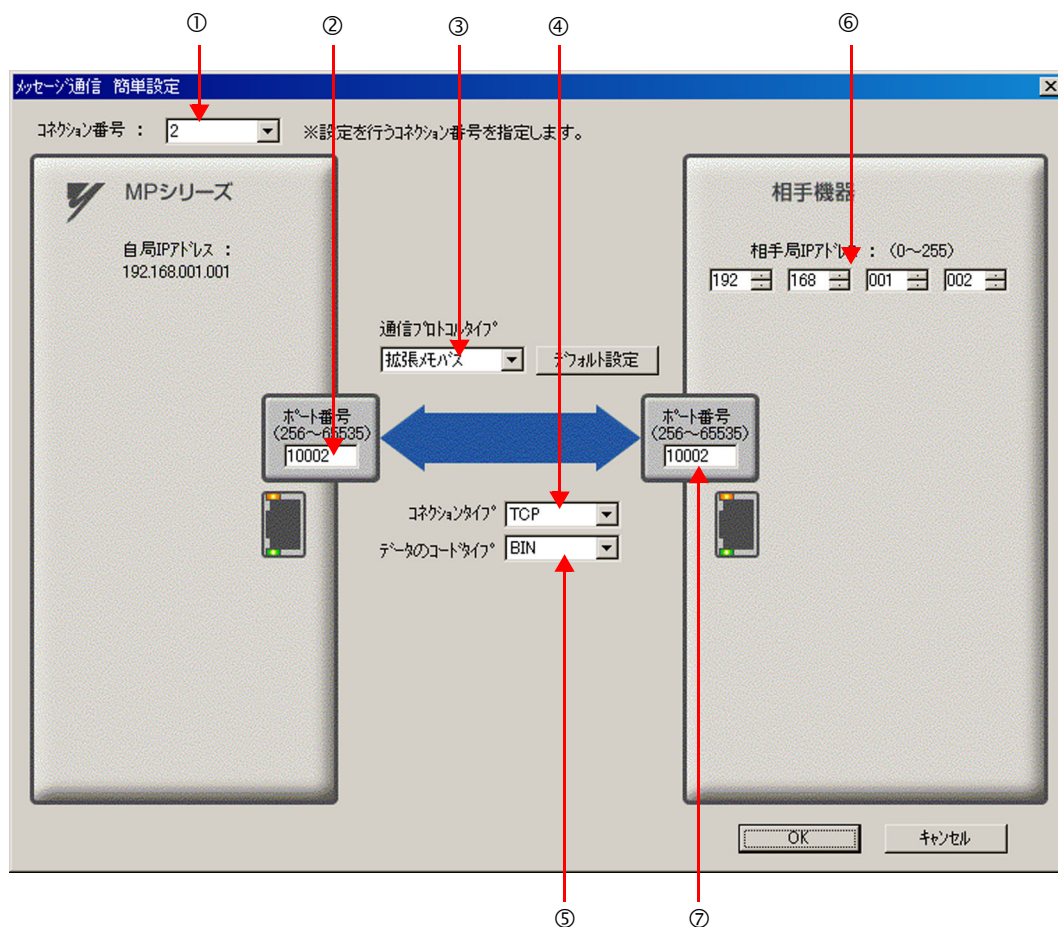 ① ② ③ ④ ⑥
メッセージ通信 簡単設定
コネクション番号 : 2 ※設定を行うコネクション番号を指定します。
MPシリーズ
自局IPアドレス :
192.168.001.001
相手機器
相手局IPアドレス : (0~255)
192 168 001 002
通信プロトコルタイプ
拡張メモバス デフォルト設定
ポート番号
(256~65535)
10002
ポート番号
(256~65535)
10002
コネクションタイプ TCP
データのコードタイプ BIN
OK キャンセル
⑤ ⑦